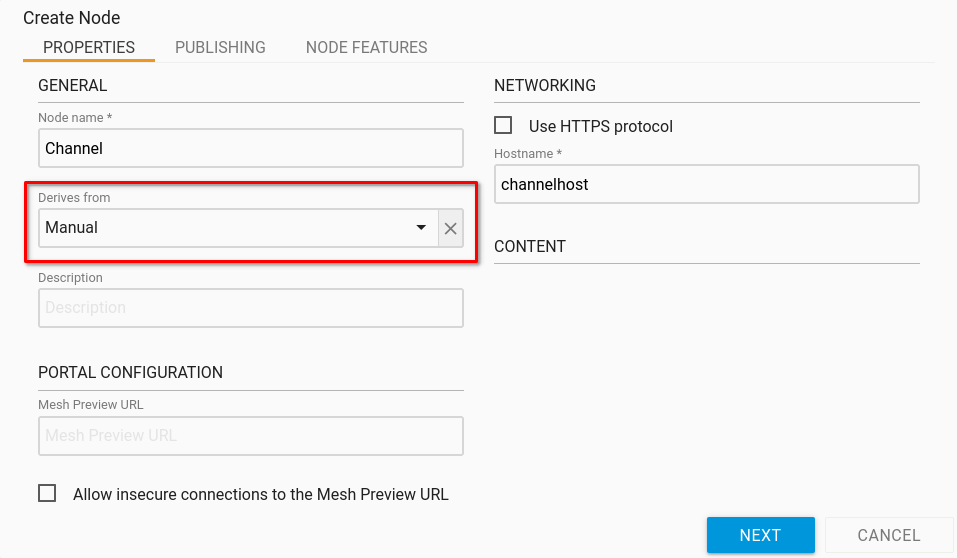 Create Node
PROPERTIES PUBLISHING NODE FEATURES
GENERAL
Node name *
Channel
Derives from
Manual
Description
Description
PORTAL CONFIGURATION
Mesh Preview URL
Mesh Preview URL
Allow insecure connections to the Mesh Preview URL
NETWORKING
Use HTTPS protocol
Hostname *
channelhost
CONTENT
NEXT CANCEL